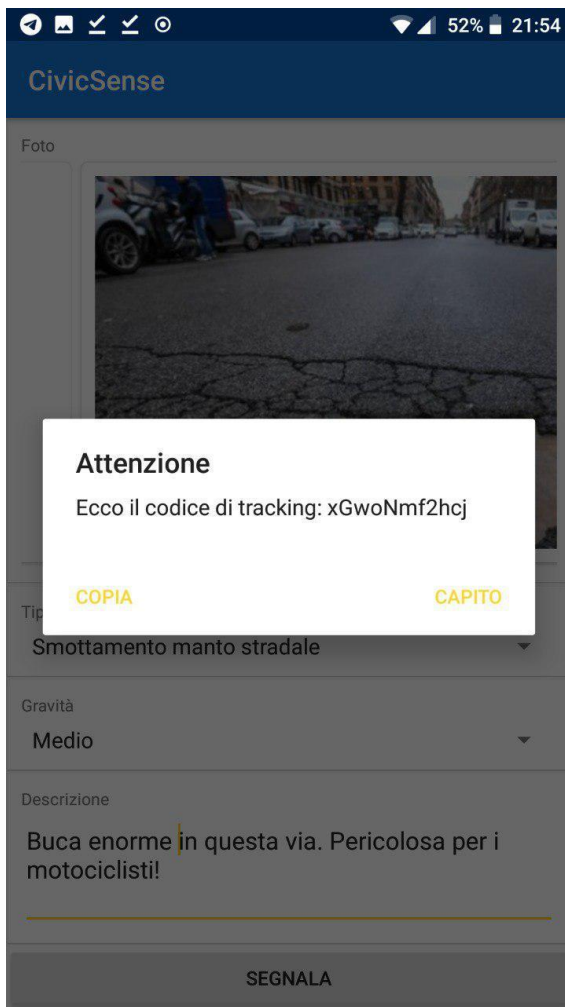 52% 21:54
CivicSense
Foto
Attenzione
Ecco il codice di tracking: xGwoNmf2hcj
COPIA
CAPITO
Tip
Smottamento manto stradale
Gravità
Medio
Descrizione
Buca enorme in questa via. Pericolosa per i
motociclisti!
SEGNALA